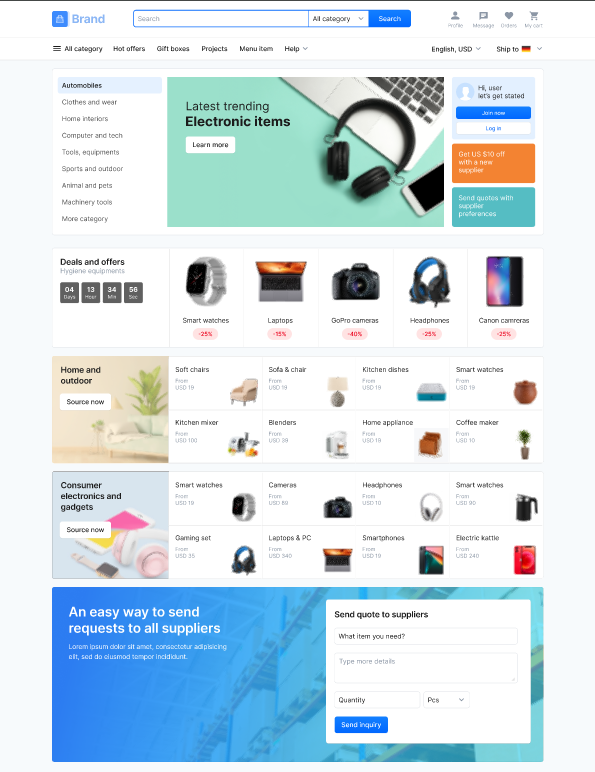 Brand
Search
All category
Search
Profile
Message
Orders
My cart
All category
Hot offers
Gift boxes
Projects
Menu item
Help
English, USD
Ship to
Automobiles
Clothes and wear
Home interiors
Computer and tech
Tools, equipments
Sports and outdoor
Animal and pets
Machinery tools
More category
Latest trending
Electronic items
Learn more
Hi, user
let's get stated
Join now
Log in
Get US $10 off
with a new
supplier
Send quotes with
supplier
preferences
Deals and offers
Hygiene equipments
04
Days
13
Hour
34
Min
56
Sec
Smart watches
-25%
Laptops
-15%
GoPro cameras
-40%
Headphones
-25%
Canon camreras
-25%
Home and
outdoor
Source now
Soft chairs
From
USD 19
Sofa & chair
From
USD 19
Kitchen dishes
From
USD 19
Smart watches
From
USD 19
Kitchen mixer
From
USD 100
Blenders
From
USD 39
Home appliance
From
USD 19
Coffee maker
From
USD 10
Consumer
electronics and
gadgets
Source now
Smart watches
From
USD 19
Cameras
From
USD 89
Headphones
From
USD 10
Smart watches
From
USD 90
Gaming set
From
USD 35
Laptops & PC
From
USD 340
Smartphones
From
USD 19
Electric kattle
From
USD 240
An easy way to send
requests to all suppliers
Lorem ipsum dolor sit amet, consectetur adipisicing
elit, sed do eiusmod tempor incididunt.
Send quote to suppliers
What item you need?
Type more details
Quantity
Pcs
Send inquiry